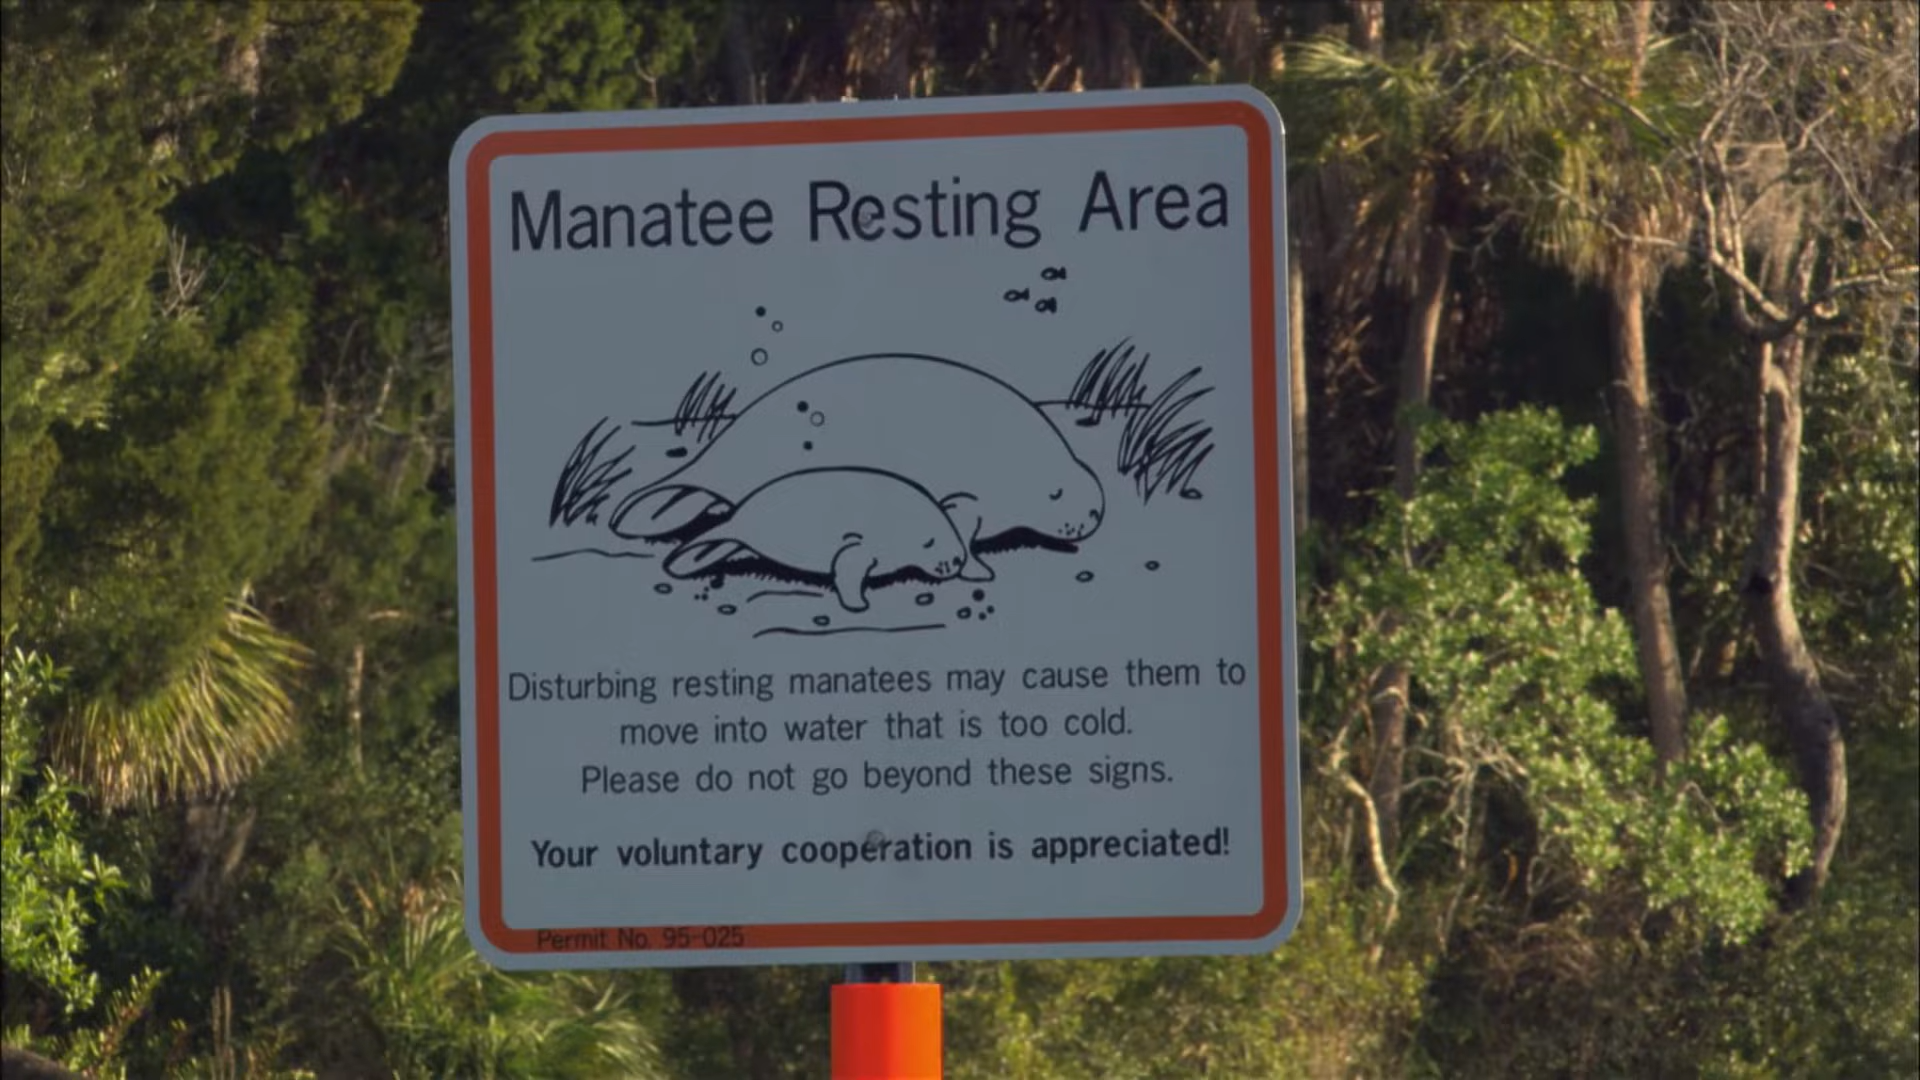 Manatee Resting Area
Disturbing resting manatees may cause them to
move into water that is too cold.
Please do not go beyond these signs.
Your voluntary cooperation is appreciated!
Permit No. 95-025